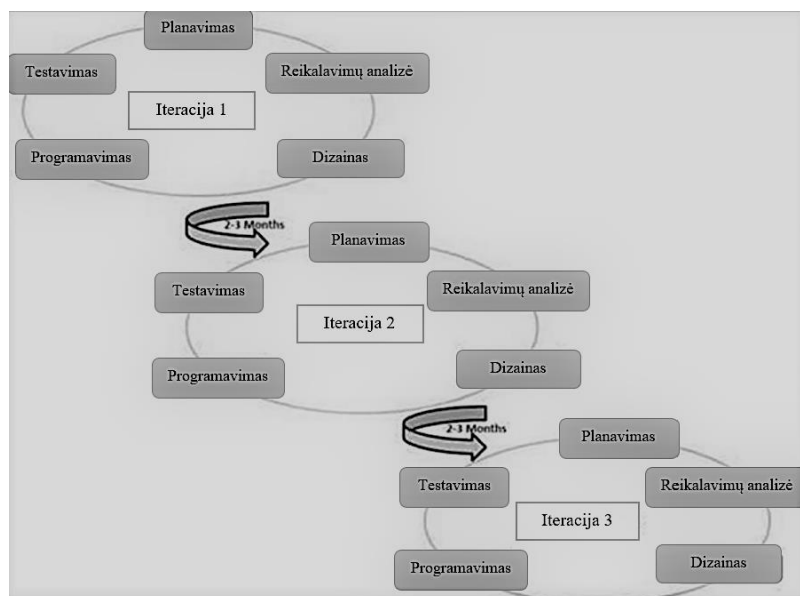 Planavimas
Testavimas
Reikalavimų analizė
Iteracija 1
Programavimas
Dizainas
2-3 Months
Planavimas
Testavimas
Reikalavimų analizė
Iteracija 2
Programavimas
Dizainas
2-3 Months
Planavimas
Testavimas
Reikalavimų analizė
Iteracija 3
Programavimas
Dizainas